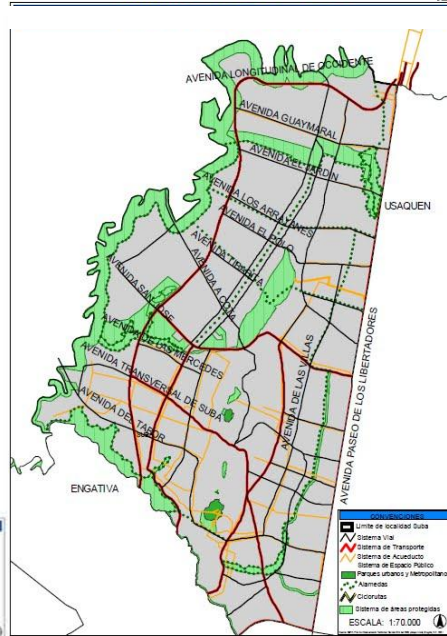 AVENIDA LONGITUDINAL DE OCCIDENTE
AVENIDA GUAYMARAL
AVENIDA EL JARDIN
USAQUEN
AVENIDA LOS ARRAYANES
AVENIDA EL POLO
AVENIDA SAN JOSE
AVENIDA DE LAS MERCEDES
AVENIDA TRANSVERSAL DE SUBA
AVENIDA DE LAS VILLAS
AVENIDA PASEO DE LOS LIBERTADORES
AVENIDA DEL TABOR
ENGATIVA
CONVENCIONES
Limite de localidad Suba
Sistema Vial
Sistema de Transporte
Sistema de Acueducto
Sistema de Espacio Público
Parques urbanos y Metropolitano
Alamedas
Ciclorutas
Sistema de áreas protegidas
ESCALA: 1:70.000